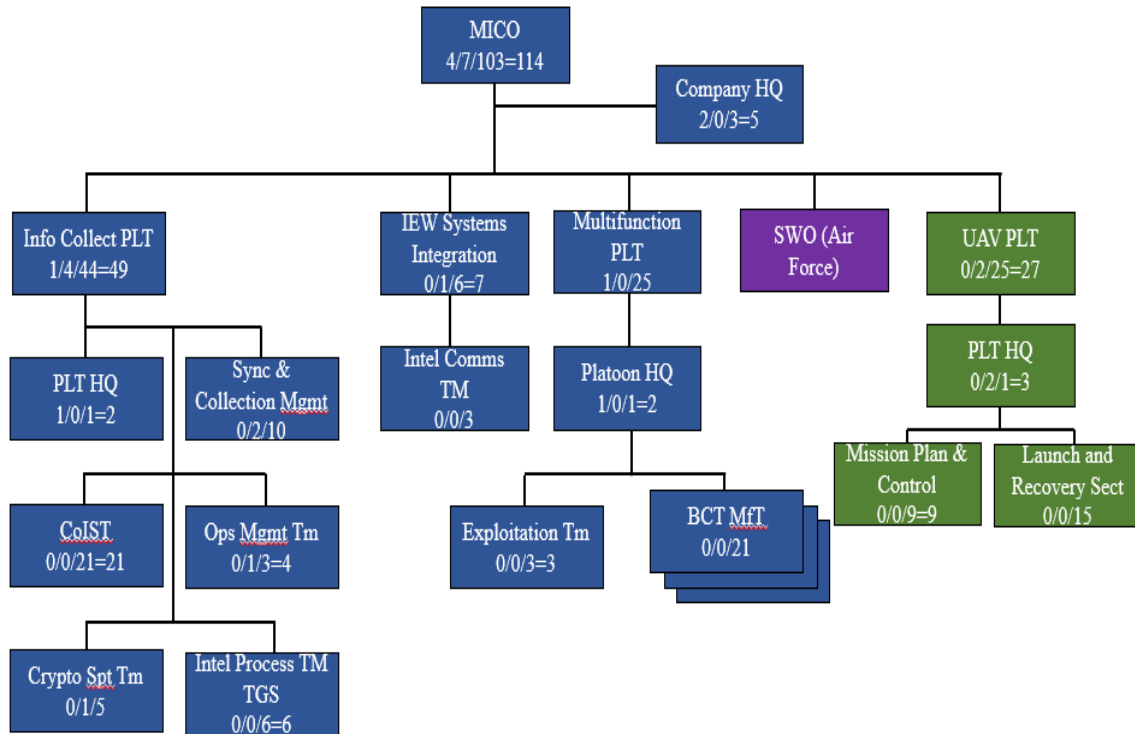 MICO
4/7/103=114
Company HQ
2/0/3=5
Info Collect PLT
1/4/44=49
IEW Systems
Integration
0/1/6=7
Multifunction
PLT
1/0/25
SWO (Air
Force)
UAV PLT
0/2/25=27
PLT HQ
1/0/1=2
Sync &
Collection Mgmt
0/2/10
Intel Comms
TM
0/0/3
Platoon HQ
1/0/1=2
PLT HQ
0/2/1=3
CoIST
0/0/21=21
Ops Mgmt Tm
0/1/3=4
Exploitation Tm
0/0/3=3
BCT MfT
0/0/21
Mission Plan &
Control
0/0/9=9
Launch and
Recovery Sect
0/0/15
Crypto Spt Tm
0/1/5
Intel Process TM
TGS
0/0/6=6